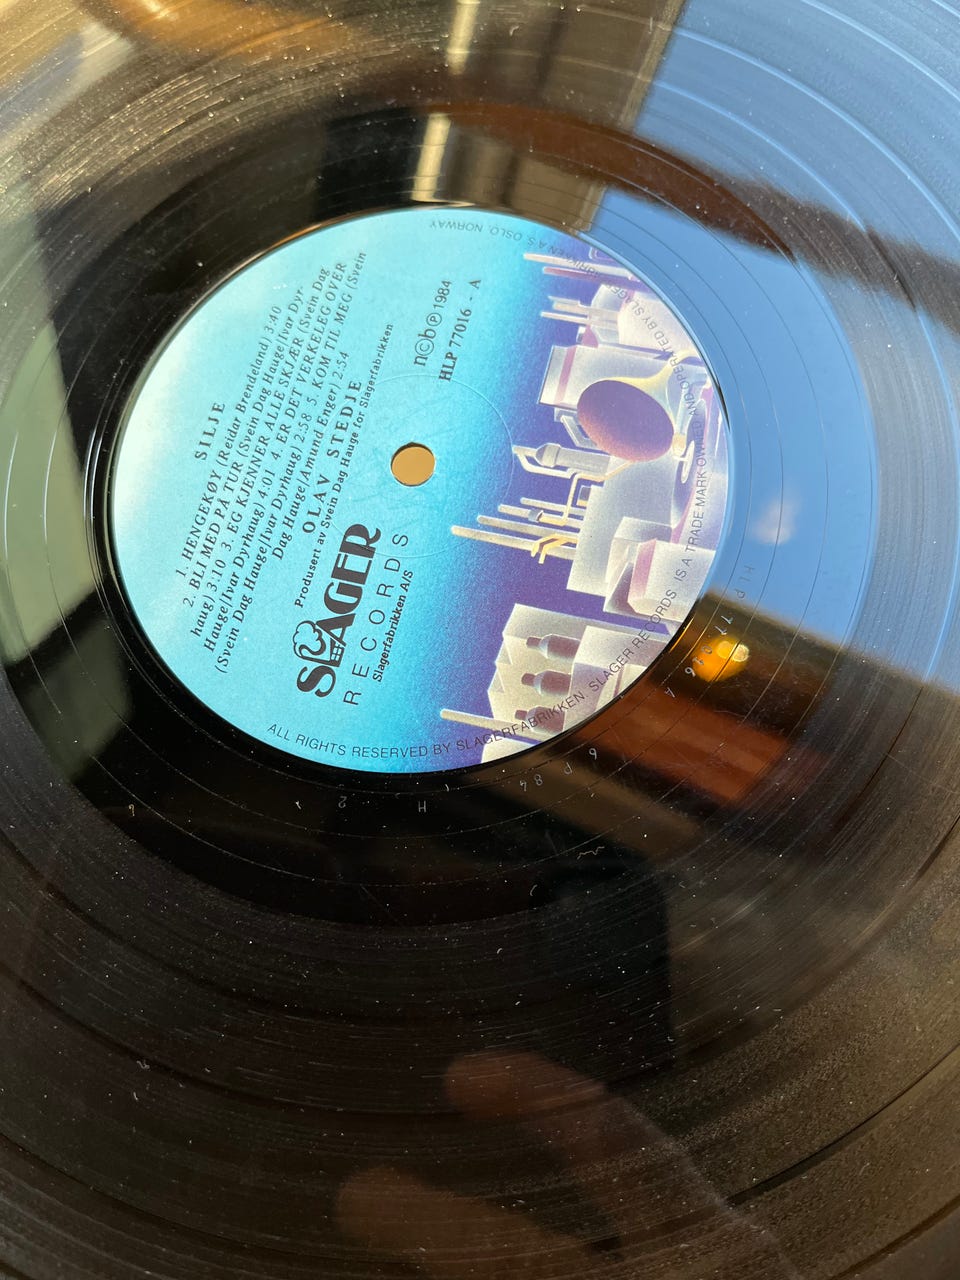 SILJE
1. HENGEKØY (Reidar Brendeland) 3:40
2. BLI MED PÅ TUR (Svein Dag Hauge/Ivar Dyr-
haug) 3:10 3. EG KJENNER ALLE SKJÆR (Svein Dag
Hauge/Ivar Dyrhaug) 4:01 4. ER DET VERKELEG OVER
(Svein Dag Hauge/Ivar Dyrhaug) 2:58 5. KOM TIL MEG (Svein
Dag Hauge/Amund Enger) 2:54
OLAV STEDJE
Produsert av Svein Dag Hauge for Slagerfabrikken
SLAGER
RECORDS
Slagerfabrikken A/S
n©b ℗ 1984
HLP 77016 - A
ALL RIGHTS RESERVED BY SLAGERFABRIKKEN. SLAGER RECORDS IS A TRADE MARK OWNED AND OPERATED BY SLAGERFABRIKKEN A/S OSLO, NORWAY
HLP 77016 A